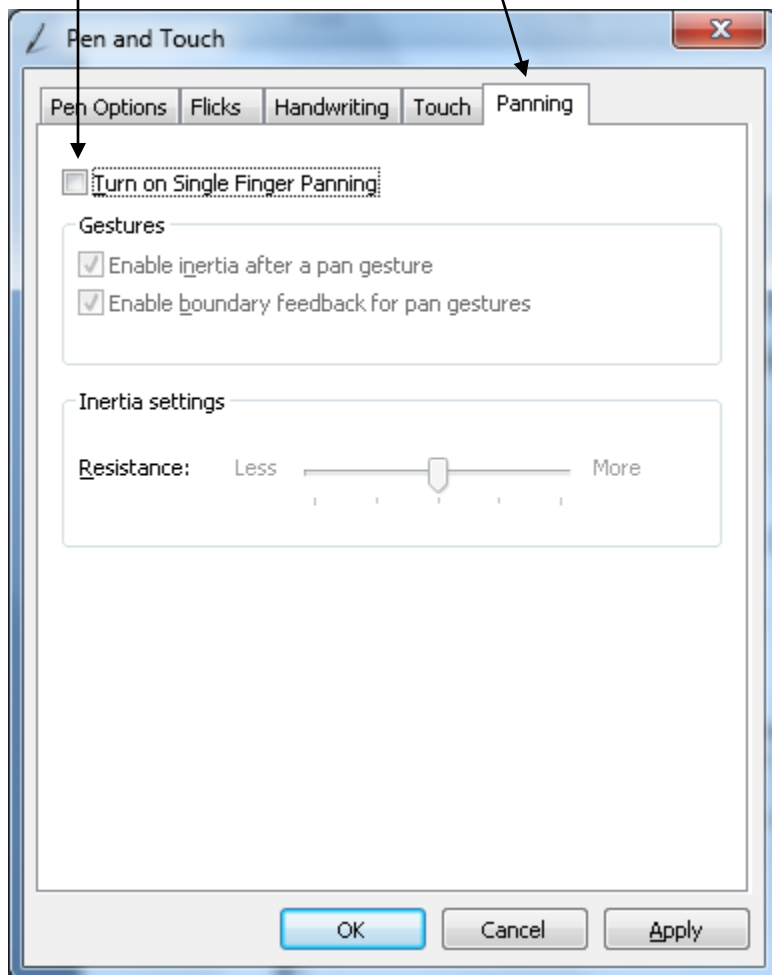 Pen and Touch
Pen Options Flicks Handwriting Touch Panning
Turn on Single Finger Panning
Gestures
Enable inertia after a pan gesture
Enable boundary feedback for pan gestures
Inertia settings
Resistance: Less More
OK Cancel Apply